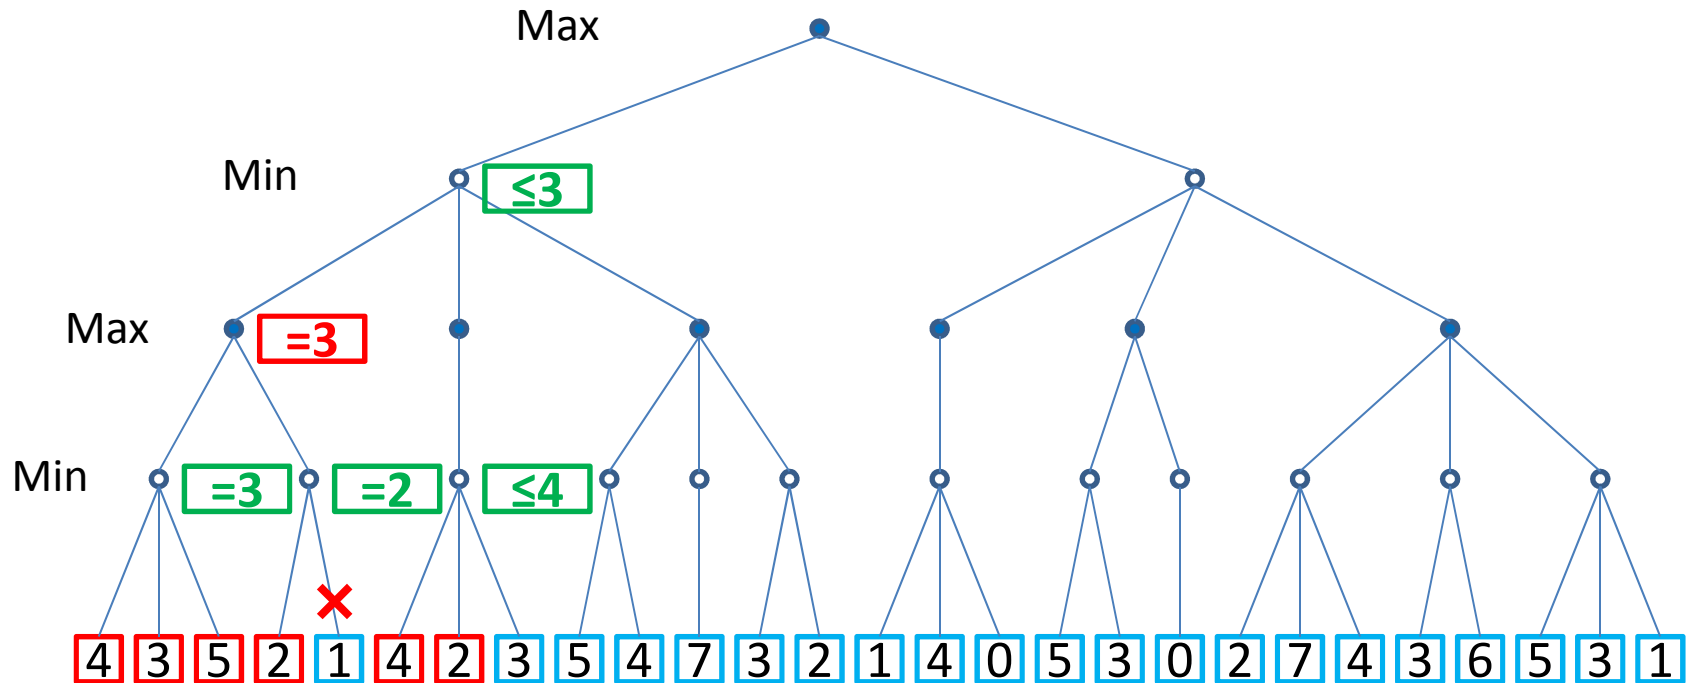 Max
Min ≤3
Max =3
Min =3 =2 ≤4
4 3 5 2 1 4 2 3 5 4 7 3 2 1 4 0 5 3 0 2 7 4 3 6 5 3 1